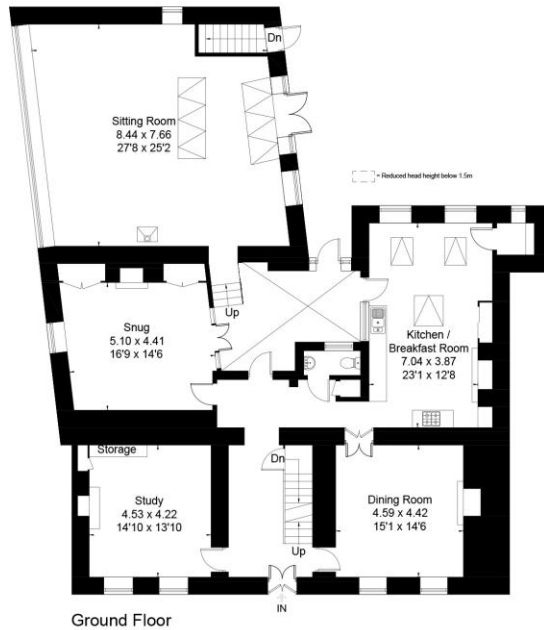 Dn
Sitting Room
8.44 x 7.66
27'8 x 25'2
= Reduced head height below 1.5m
Up
Snug
5.10 x 4.41
16'9 x 14'6
Kitchen /
Breakfast Room
7.04 x 3.87
23'1 x 12'8
Storage
Dn
Study
4.53 x 4.22
14'10 x 13'10
Dining Room
4.59 x 4.42
15'1 x 14'6
Up
IN
Ground Floor